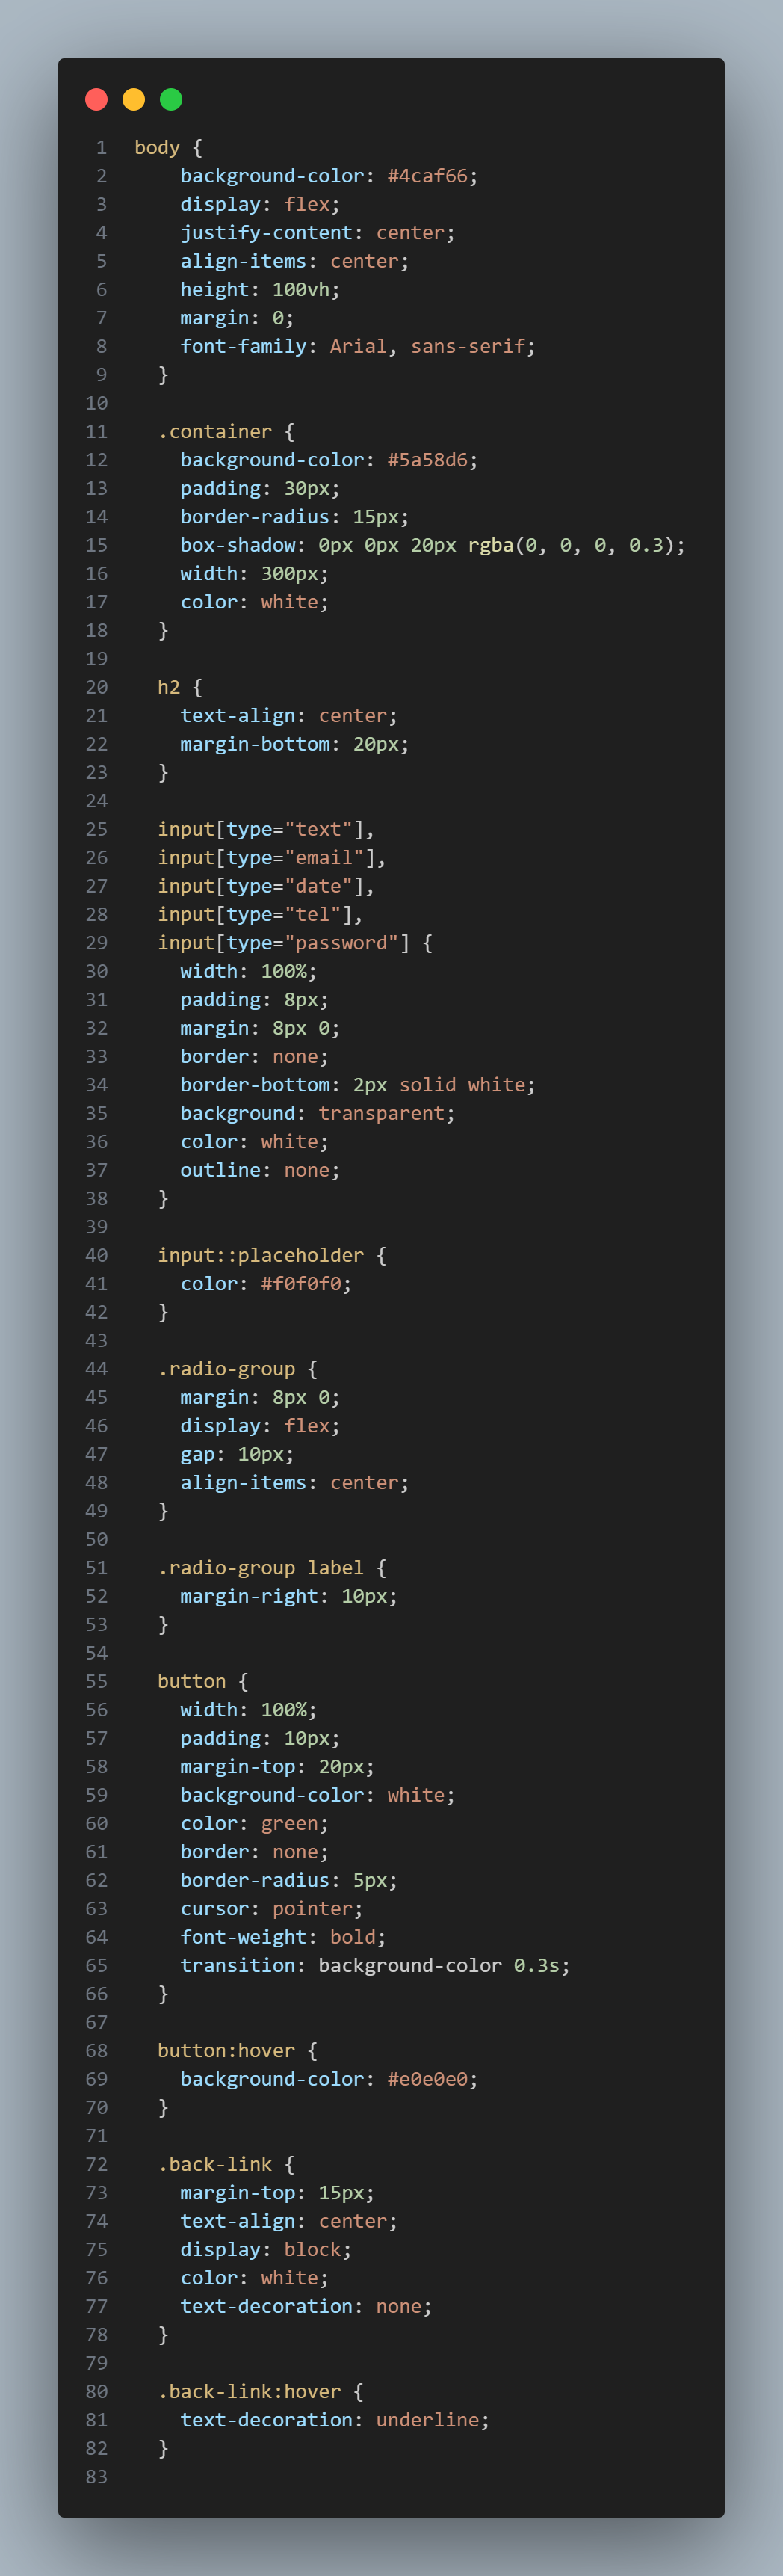 1 body {
2     background-color: #4caf66;
3     display: flex;
4     justify-content: center;
5     align-items: center;
6     height: 100vh;
7     margin: 0;
8     font-family: Arial, sans-serif;
9   }
10
11   .container {
12     background-color: #5a58d6;
13     padding: 30px;
14     border-radius: 15px;
15     box-shadow: 0px 0px 20px rgba(0, 0, 0, 0.3);
16     width: 300px;
17     color: white;
18   }
19
20   h2 {
21     text-align: center;
22     margin-bottom: 20px;
23   }
24
25   input[type="text"],
26   input[type="email"],
27   input[type="date"],
28   input[type="tel"],
29   input[type="password"] {
30     width: 100%;
31     padding: 8px;
32     margin: 8px 0;
33     border: none;
34     border-bottom: 2px solid white;
35     background: transparent;
36     color: white;
37     outline: none;
38   }
39
40   input::placeholder {
41     color: #f0f0f0;
42   }
43
44   .radio-group {
45     margin: 8px 0;
46     display: flex;
47     gap: 10px;
48     align-items: center;
49   }
50
51   .radio-group label {
52     margin-right: 10px;
53   }
54
55   button {
56     width: 100%;
57     padding: 10px;
58     margin-top: 20px;
59     background-color: white;
60     color: green;
61     border: none;
62     border-radius: 5px;
63     cursor: pointer;
64     font-weight: bold;
65     transition: background-color 0.3s;
66   }
67
68   button:hover {
69     background-color: #e0e0e0;
70   }
71
72   .back-link {
73     margin-top: 15px;
74     text-align: center;
75     display: block;
76     color: white;
77     text-decoration: none;
78   }
79
80   .back-link:hover {
81     text-decoration: underline;
82   }
83